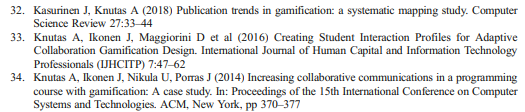 32. Kasurinen J, Knutas A (2018) Publication trends in gamification: a systematic mapping study. Computer
Science Review 27:33–44
33. Knutas A, Ikonen J, Maggiorini D et al (2016) Creating Student Interaction Profiles for Adaptive
Collaboration Gamification Design. International Journal of Human Capital and Information Technology
Professionals (IJHCITP) 7:47–62
34. Knutas A, Ikonen J, Nikula U, Porras J (2014) Increasing collaborative communications in a programming
course with gamification: A case study. In: Proceedings of the 15th International Conference on Computer
Systems and Technologies. ACM, New York, pp 370–377